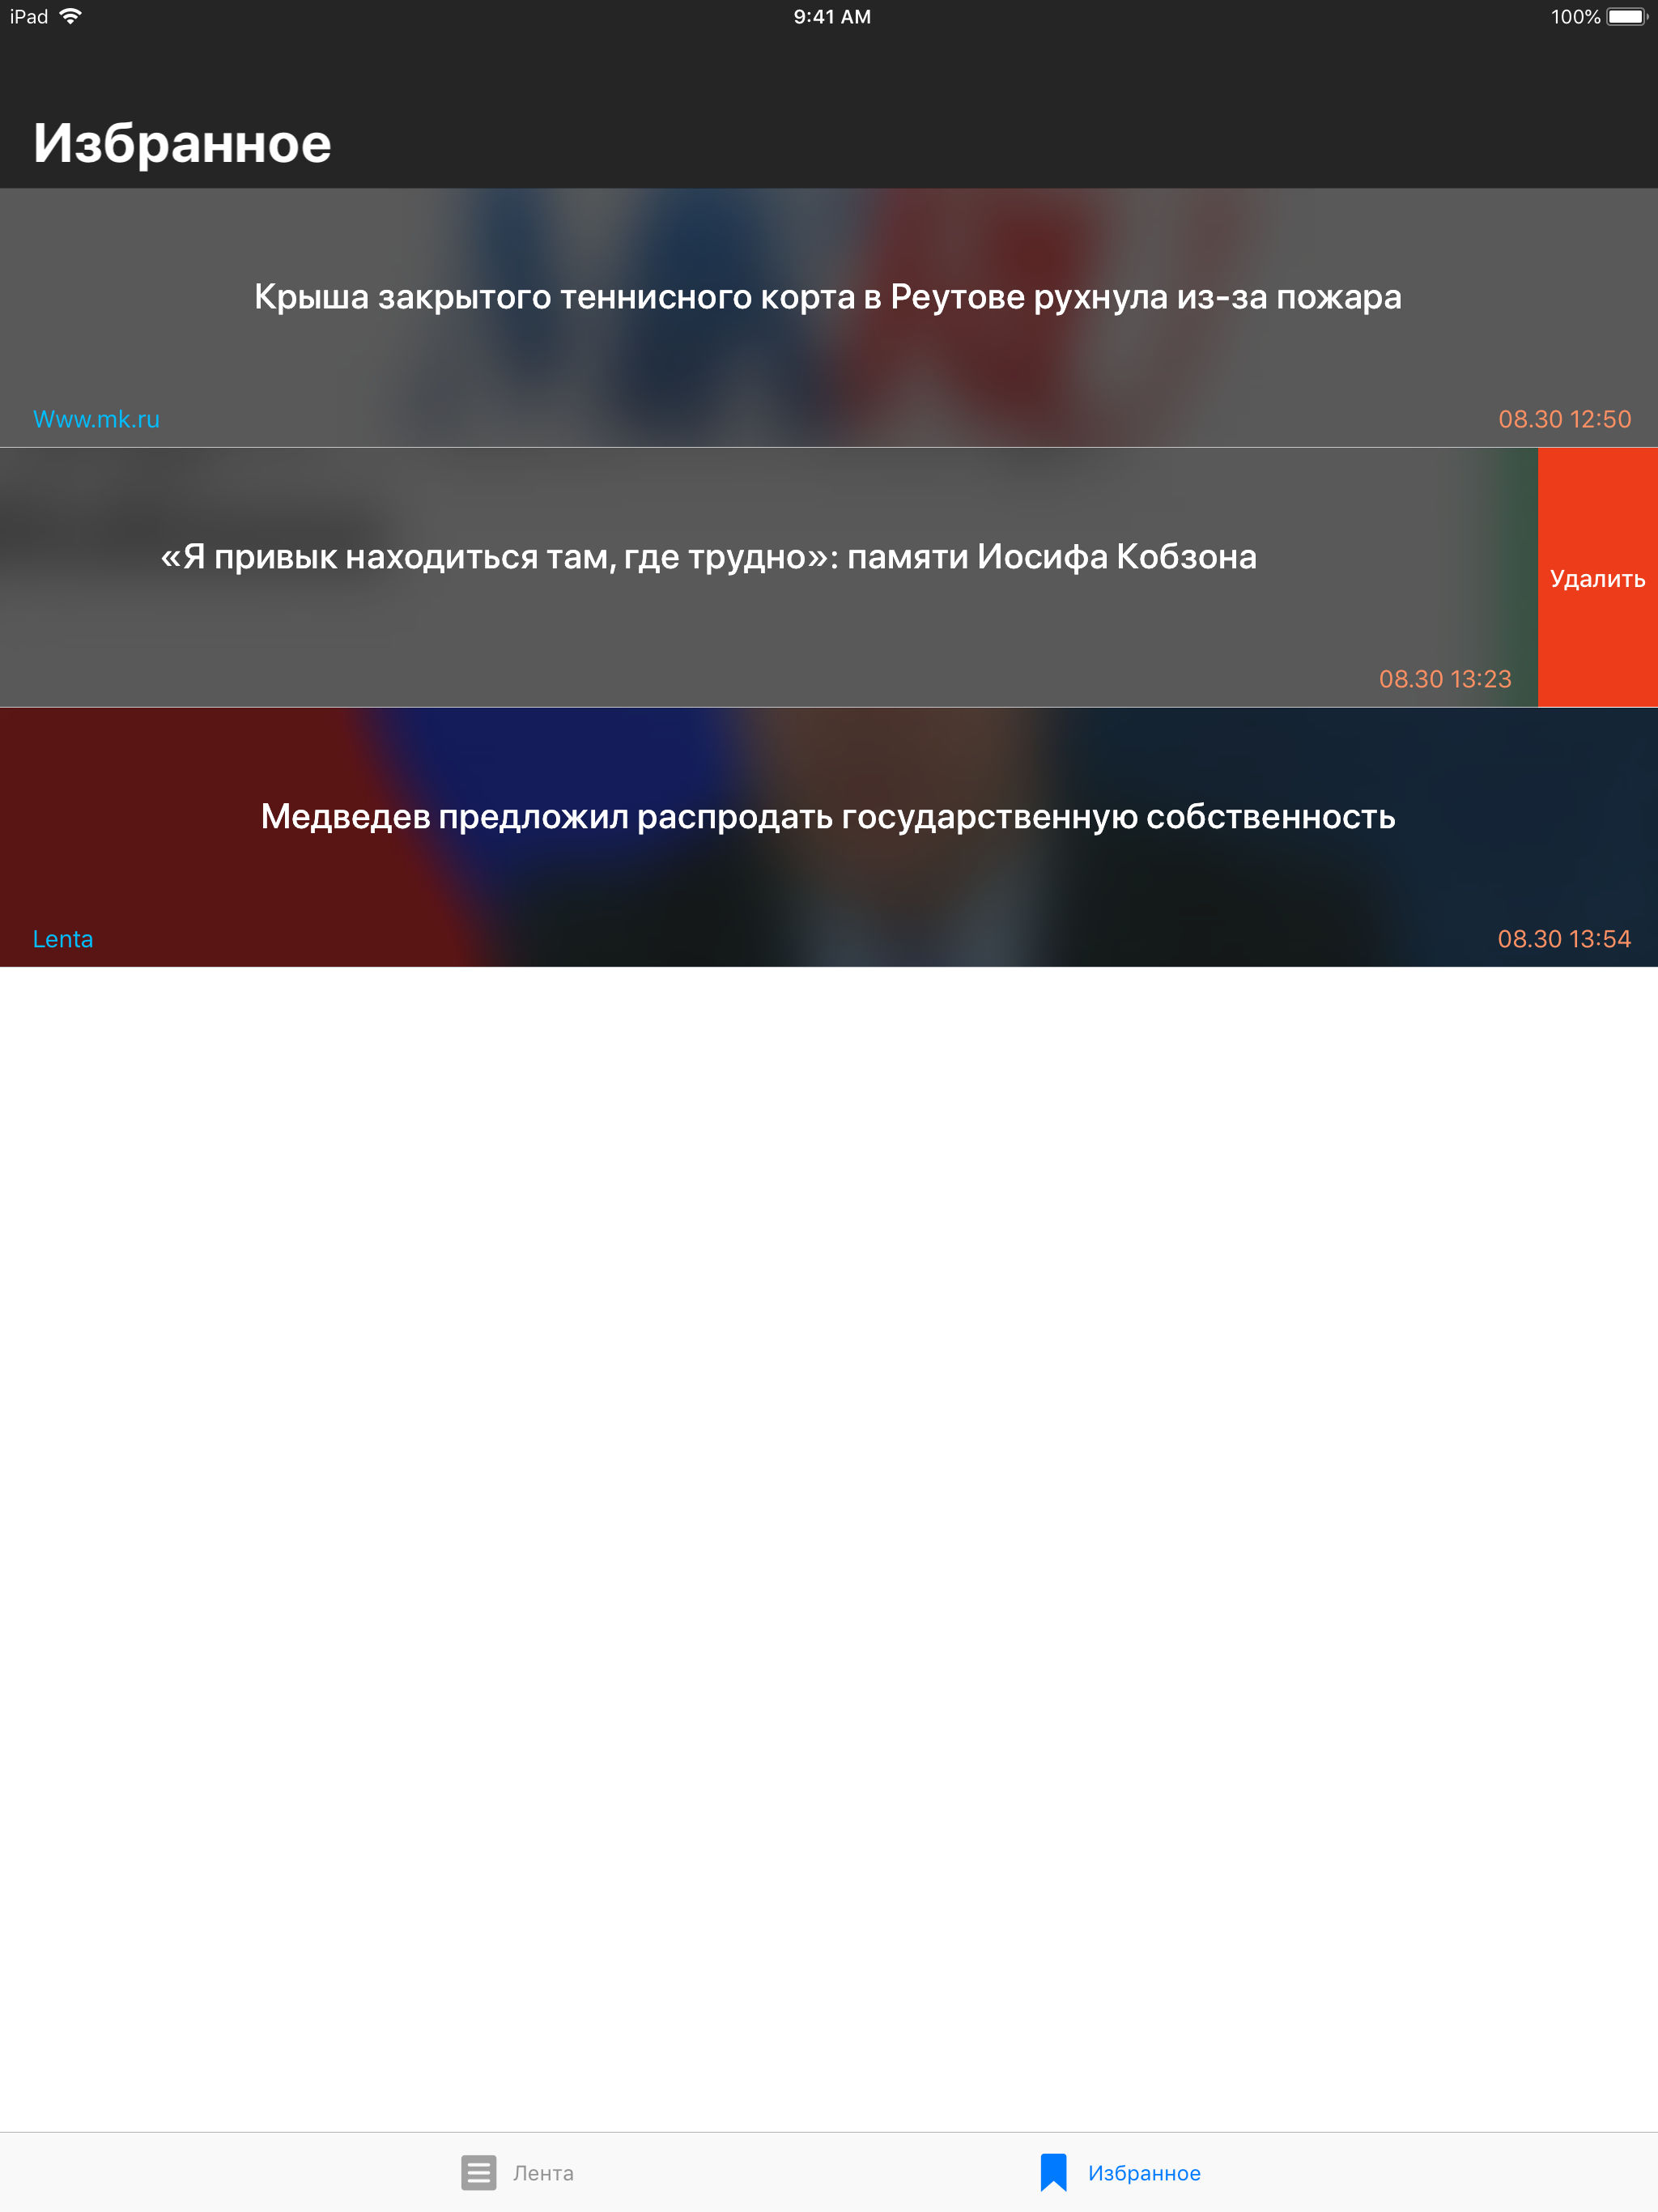 iPad 9:41 AM 100%
Избранное
Крыша закрытого теннисного корта в Реутове рухнула из-за пожара
Www.mk.ru 08.30 12:50
«Я привык находиться там, где трудно»: памяти Иосифа Кобзона
Удалить
08.30 13:23
Медведев предложил распродать государственную собственность
Lenta 08.30 13:54
Лента Избранное